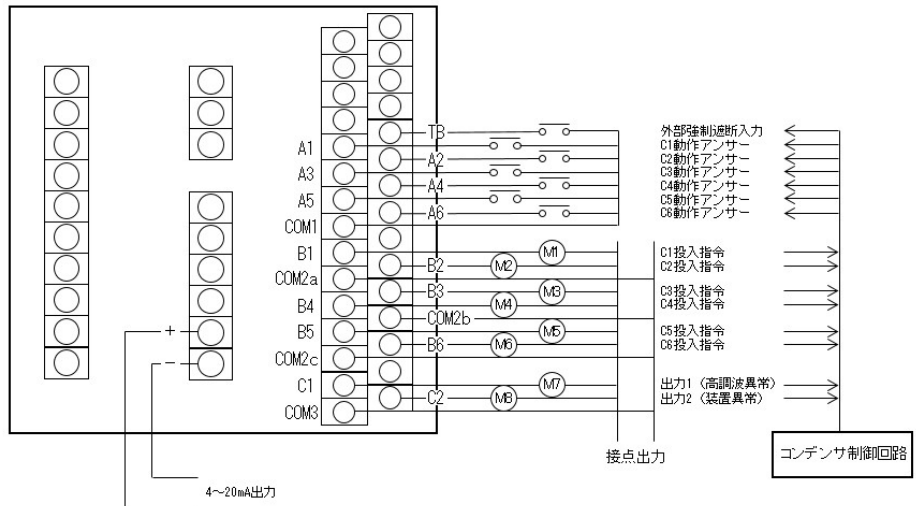 TB 外部強制遮断入力
A1 C1動作アンサー
A2 C2動作アンサー
A3 C3動作アンサー
A4 C4動作アンサー
A5 C5動作アンサー
A6 C6動作アンサー
COM1
B1 M1 C1投入指令
B2 M2 C2投入指令
COM2a
B3 M3 C3投入指令
B4 M4 C4投入指令
COM2b
B5 M5 C5投入指令
B6 M6 C6投入指令
COM2c
C1 M7 出力1（高調波異常）
C2 M8 出力2（装置異常）
COM3
+
-
接点出力
コンデンサ制御回路
4～20mA出力